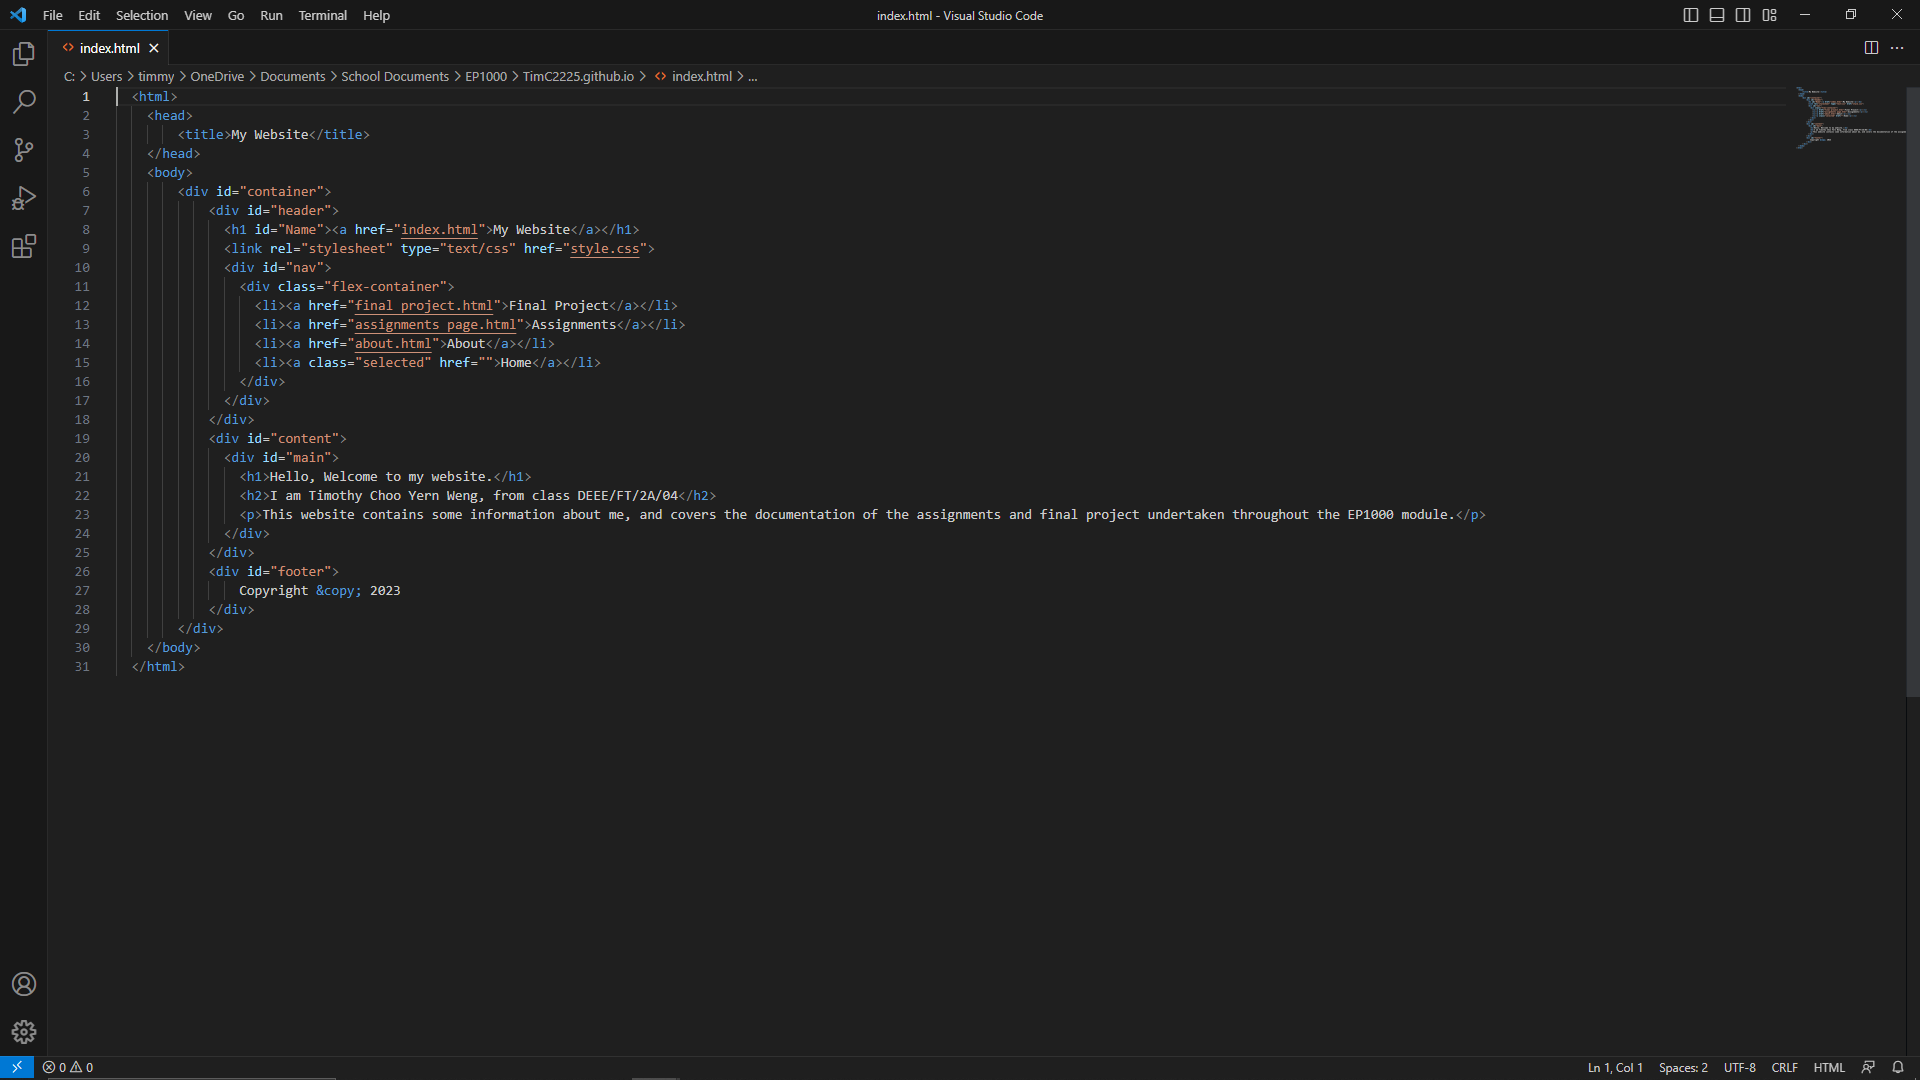 File Edit Selection View Go Run Terminal Help
index.html - Visual Studio Code
index.html
C: > Users > timmy > OneDrive > Documents > School Documents > EP1000 > TimC2225.github.io > index.html > ...
1 <html>
2 <head>
3 <title>My Website</title>
4 </head>
5 <body>
6 <div id="container">
7 <div id="header">
8 <h1 id="Name"><a href="index.html">My Website</a></h1>
9 <link rel="stylesheet" type="text/css" href="style.css">
10 <div id="nav">
11 <div class="flex-container">
12 <li><a href="final project.html">Final Project</a></li>
13 <li><a href="assignments page.html">Assignments</a></li>
14 <li><a href="about.html">About</a></li>
15 <li><a class="selected" href="">Home</a></li>
16 </div>
17 </div>
18 </div>
19 <div id="content">
20 <div id="main">
21 <h1>Hello, Welcome to my website.</h1>
22 <h2>I am Timothy Choo Yern Weng, from class DEEE/FT/2A/04</h2>
23 <p>This website contains some information about me, and covers the documentation of the assignments and final project undertaken throughout the EP1000 module.</p>
24 </div>
25 </div>
26 <div id="footer">
27 Copyright &copy; 2023
28 </div>
29 </div>
30 </body>
31 </html>
0 0
Ln 1, Col 1 Spaces: 2 UTF-8 CRLF HTML